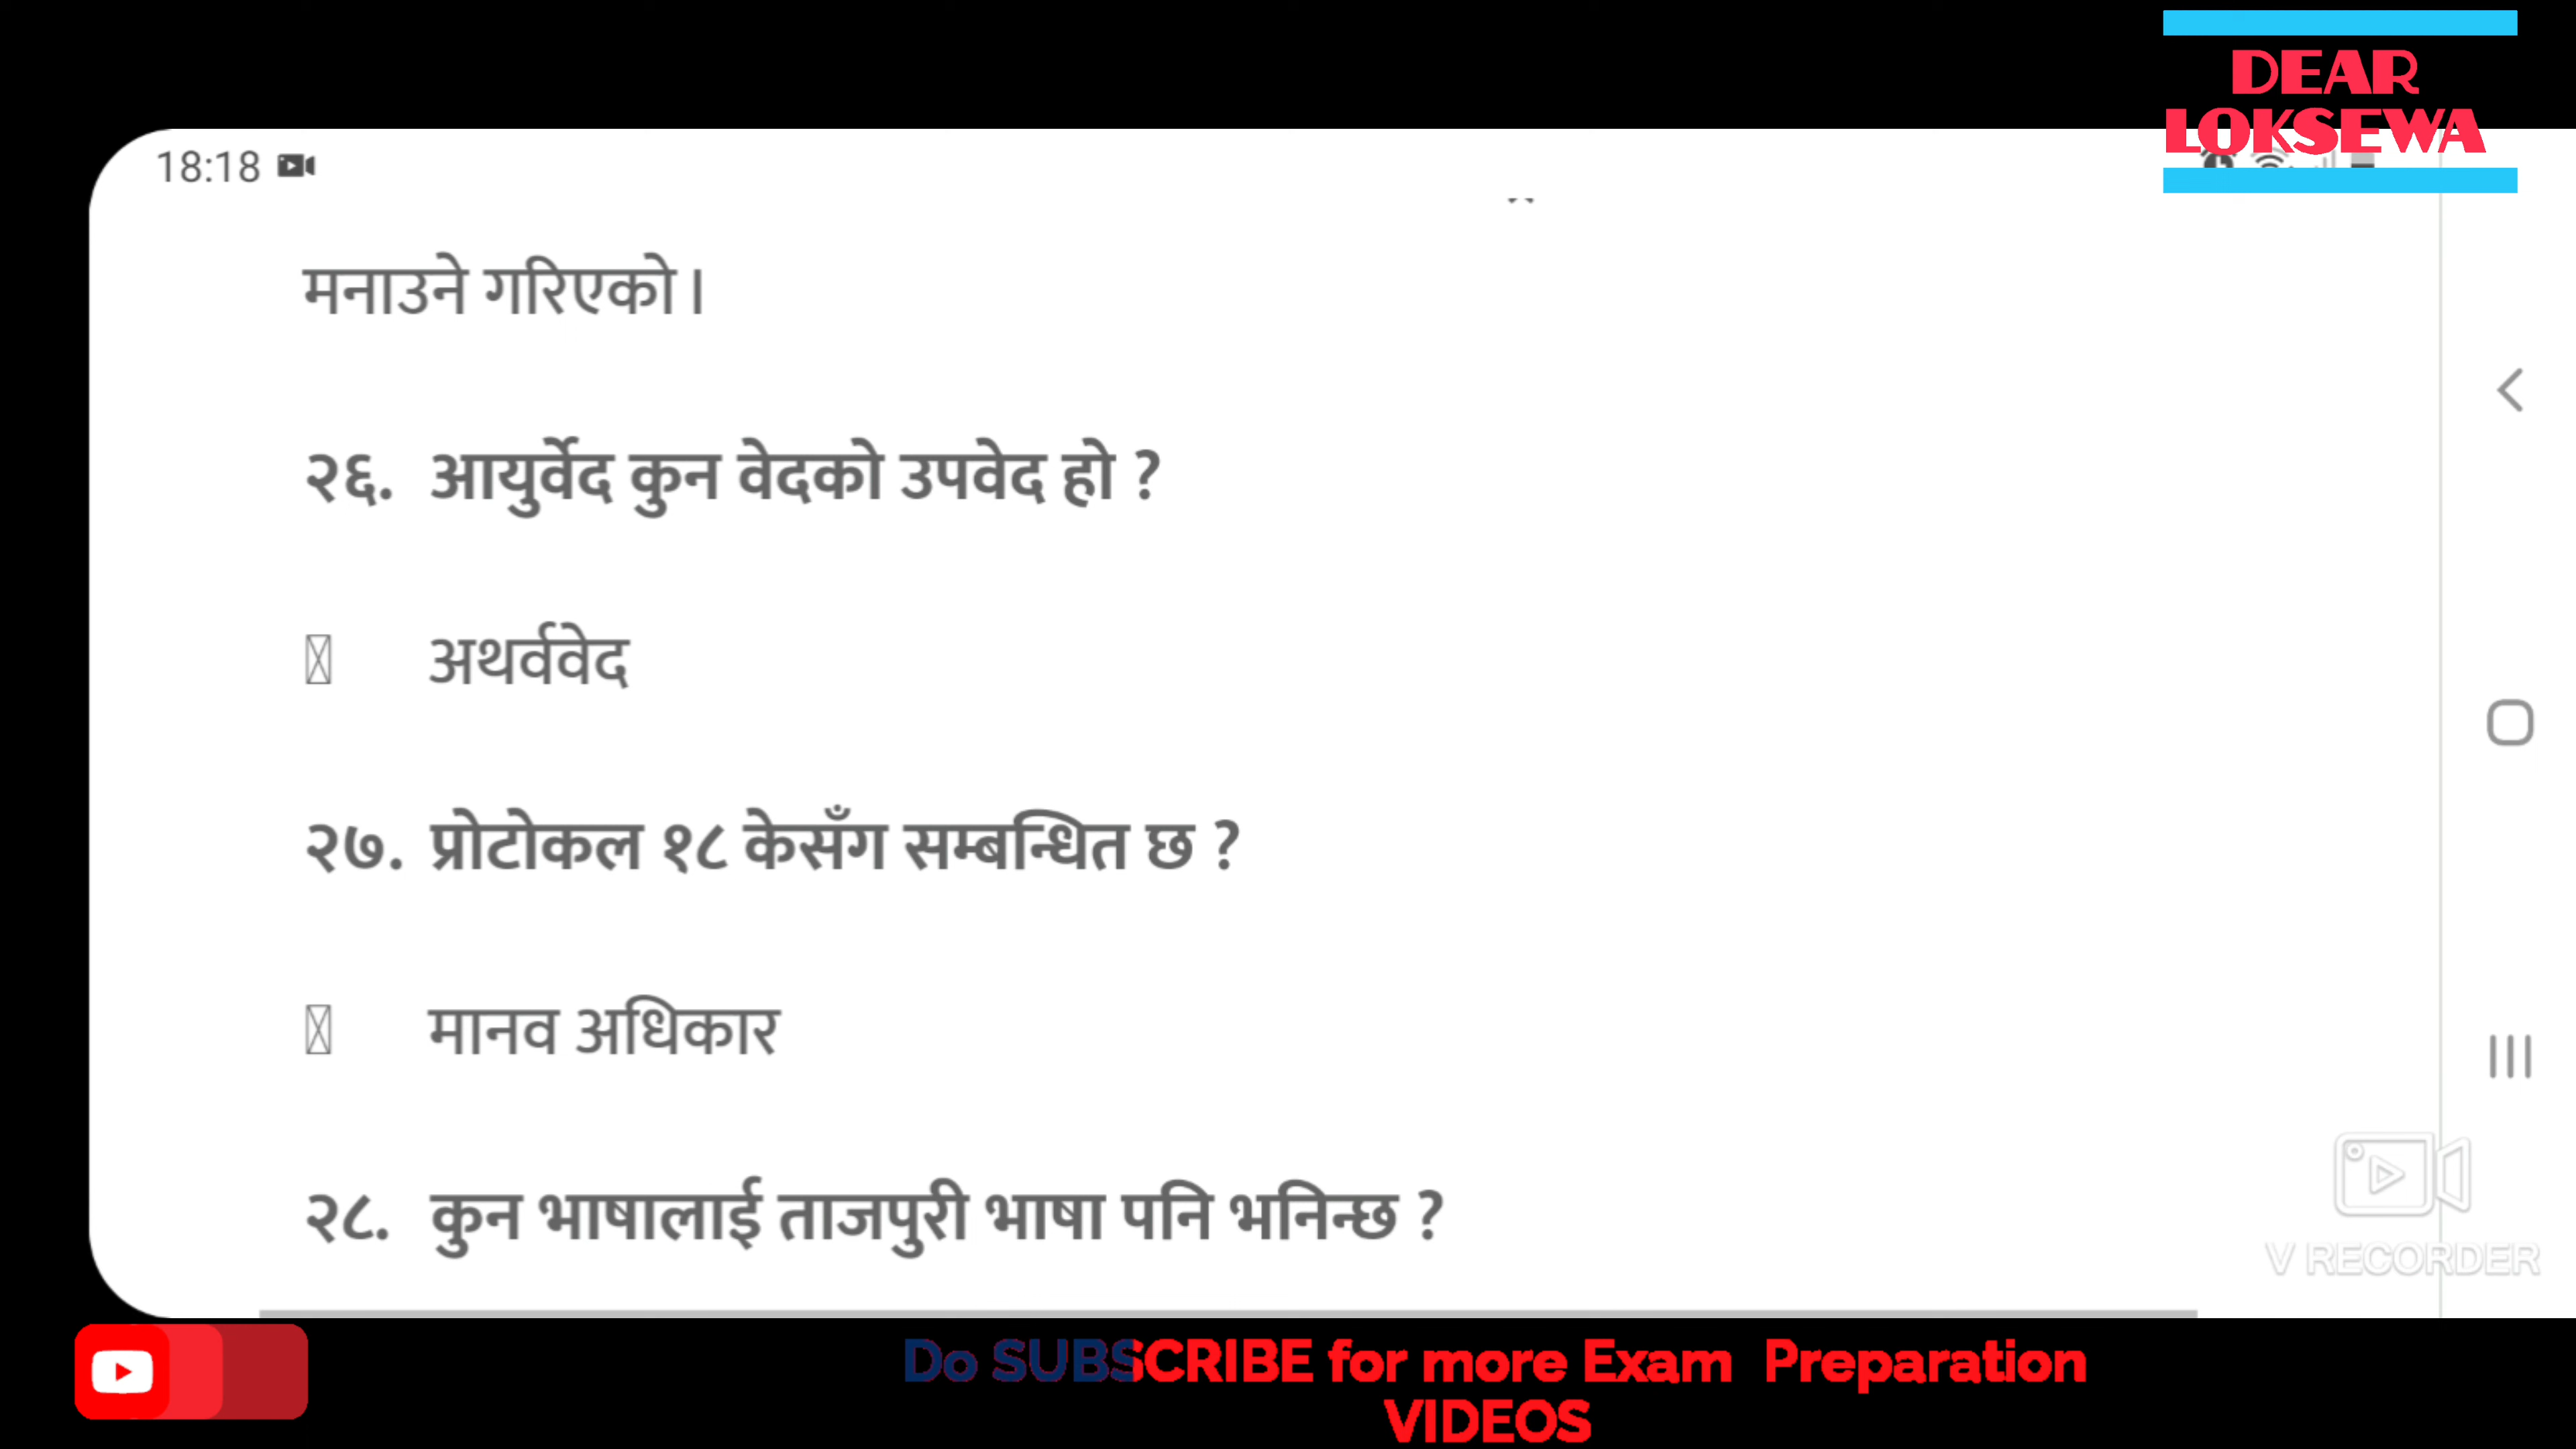 DEAR
LOKSEWA
18:18
मनाउने गरिएको।
२६. आयुर्वेद कुन वेदको उपवेद हो ?
अथर्ववेद
२७. प्रोटोकल १८ केसँग सम्बन्धित छ ?
मानव अधिकार
२८. कुन भाषालाई ताजपुरी भाषा पनि भनिन्छ ?
V RECORDER
Do SUBSCRIBE for more Exam Preparation
VIDEOS